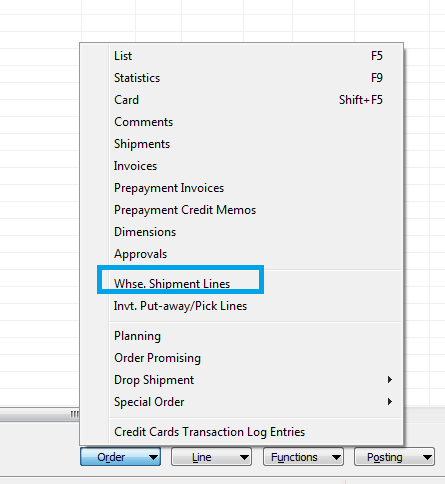 List F5
Statistics F9
Card Shift+F5
Comments
Shipments
Invoices
Prepayment Invoices
Prepayment Credit Memos
Dimensions
Approvals
Whse. Shipment Lines
Invt. Put-away/Pick Lines
Planning
Order Promising
Drop Shipment
Special Order
Credit Cards Transaction Log Entries
Order Line Functions Posting